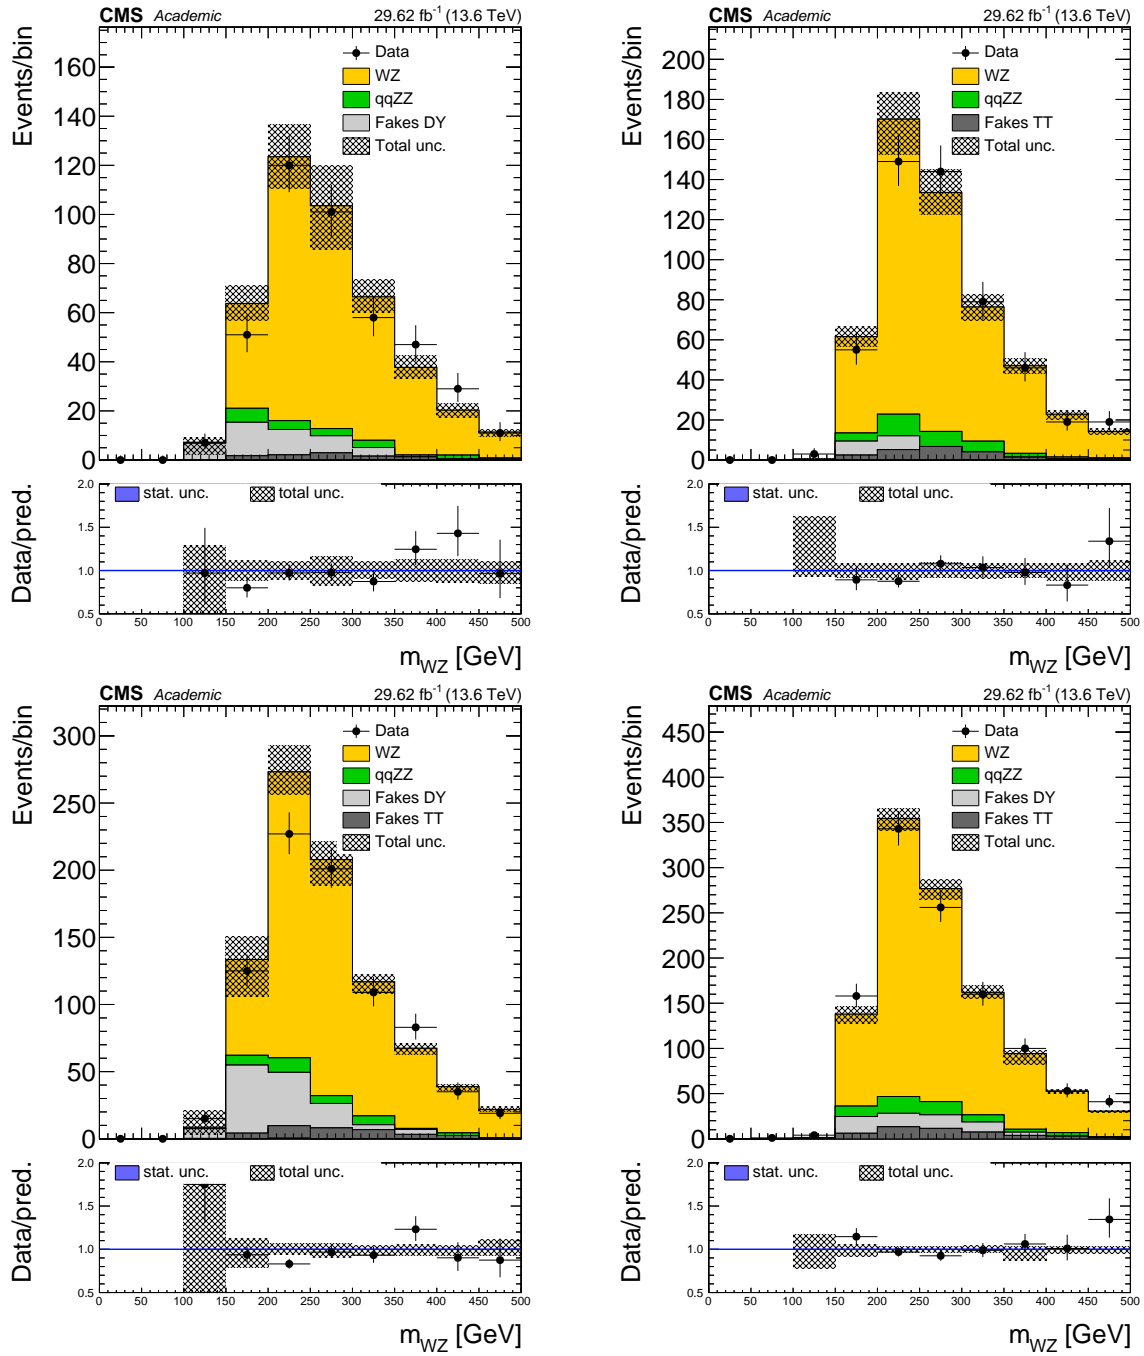 CMS Academic 29.62 fb⁻¹ (13.6 TeV)
Events/bin
160
140
120
100
80
60
40
20
0
Data
WZ
qqZZ
Fakes DY
Total unc.
Data/pred.
2.0
1.5
1.0
0.5
stat. unc. total unc.
0 50 100 150 200 250 300 350 400 450 500
m_WZ [GeV]
CMS Academic 29.62 fb⁻¹ (13.6 TeV)
Events/bin
200
180
160
140
120
100
80
60
40
20
0
Data
WZ
qqZZ
Fakes TT
Total unc.
Data/pred.
2.0
1.5
1.0
0.5
stat. unc. total unc.
0 50 100 150 200 250 300 350 400 450 500
m_WZ [GeV]
CMS Academic 29.62 fb⁻¹ (13.6 TeV)
Events/bin
300
250
200
150
100
50
0
Data
WZ
qqZZ
Fakes DY
Fakes TT
Total unc.
Data/pred.
2.0
1.5
1.0
0.5
stat. unc. total unc.
0 50 100 150 200 250 300 350 400 450 500
m_WZ [GeV]
CMS Academic 29.62 fb⁻¹ (13.6 TeV)
Events/bin
450
400
350
300
250
200
150
100
50
0
Data
WZ
qqZZ
Fakes DY
Fakes TT
Total unc.
Data/pred.
2.0
1.5
1.0
0.5
stat. unc. total unc.
0 50 100 150 200 250 300 350 400 450 500
m_WZ [GeV]